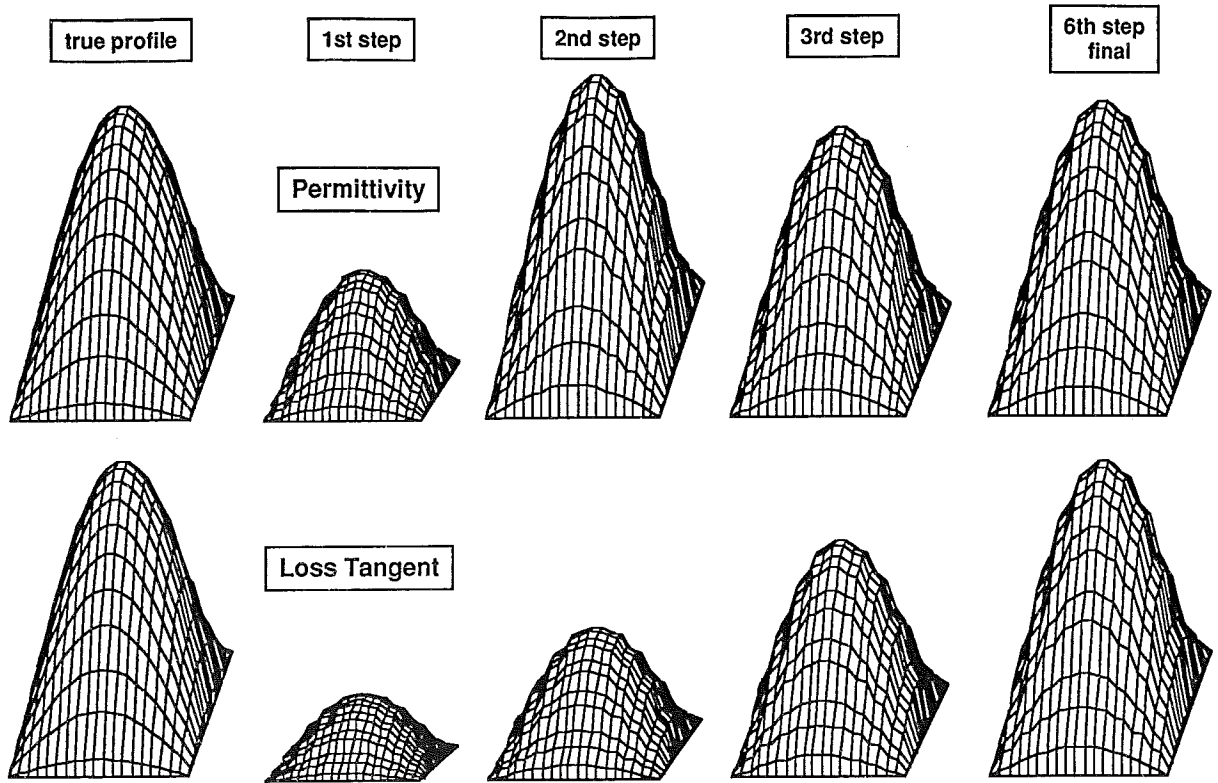 true profile
1st step
2nd step
3rd step
6th step
final
Permittivity
Loss Tangent